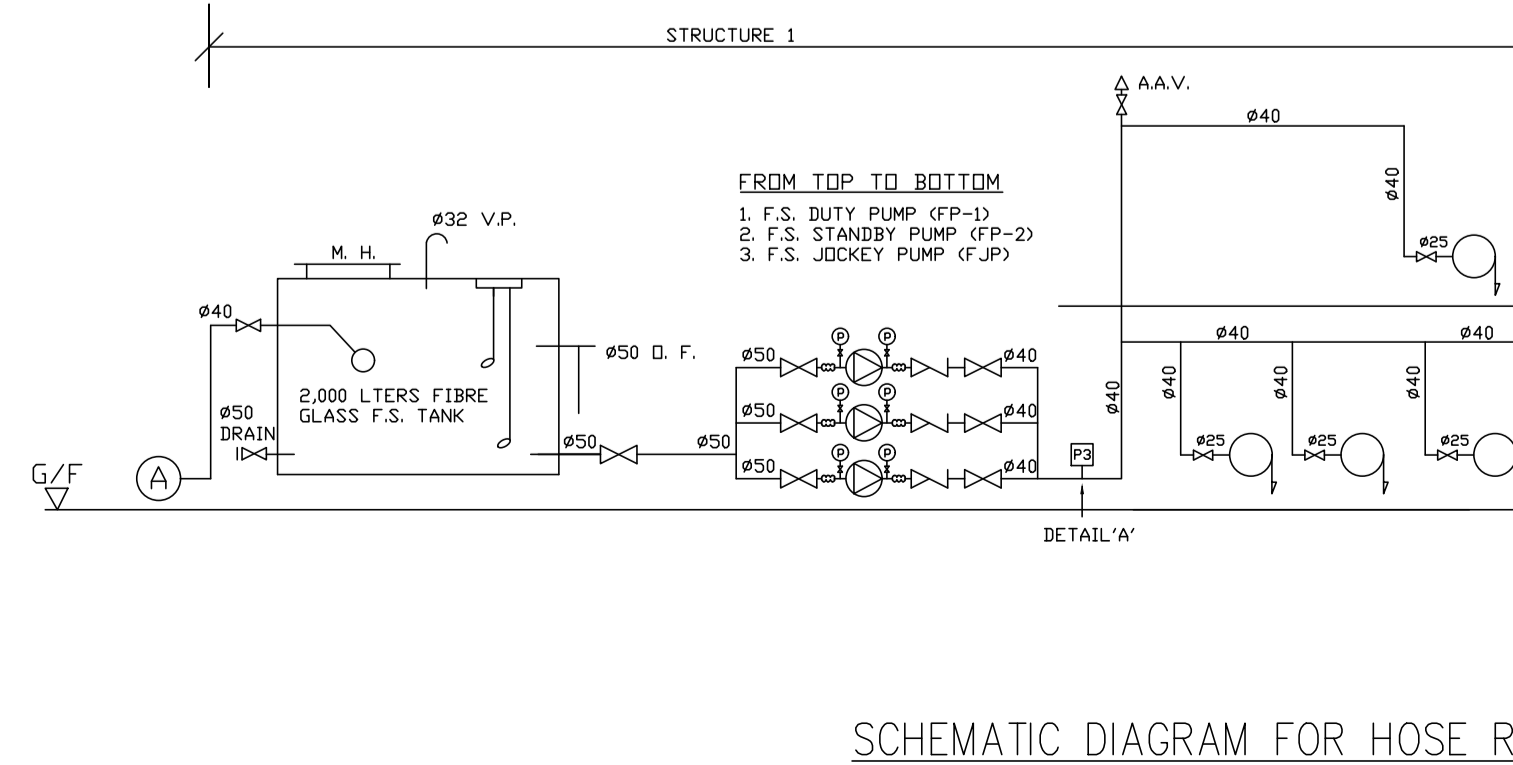 STRUCTURE 1
A.A.V.
ø40
ø40
FROM TOP TO BOTTOM
1. F.S. DUTY PUMP (FP-1)
2. F.S. STANDBY PUMP (FP-2)
3. F.S. JOCKEY PUMP (FJP)
ø32 V.P.
M. H.
ø25
ø40
ø50 O. F.
2,000 LTERS FIBRE
GLASS F.S. TANK
ø50
DRAIN
ø50
ø50
P
P
ø50
ø40
P
P
ø50
ø40
P
P
ø50
ø40
P3
ø40
ø40
ø40
ø40
ø40
ø40
ø25
ø25
ø25
G/F
A
DETAIL'A'
SCHEMATIC DIAGRAM FOR HOSE R